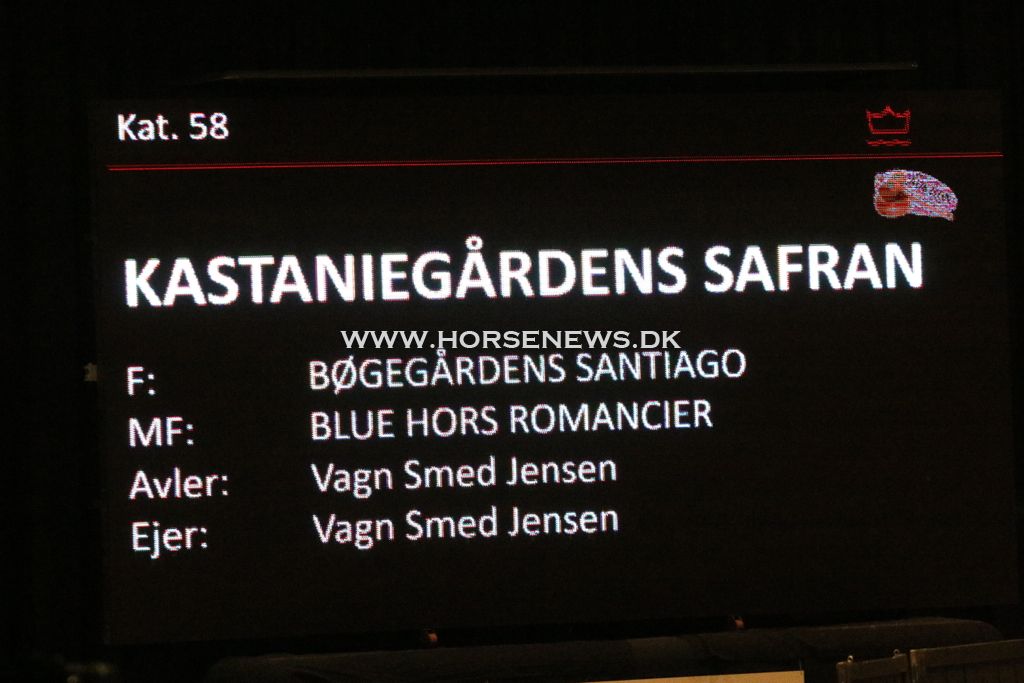 Kat. 58
KASTANIEGÅRDENS SAFRAN
WWW.HORSENEWS.DK
F: BØGEGÅRDENS SANTIAGO
MF: BLUE HORS ROMANCIER
Avler: Vagn Smed Jensen
Ejer: Vagn Smed Jensen